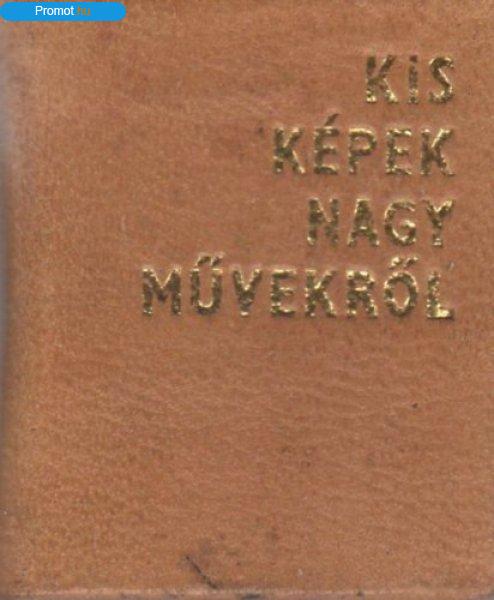 Promot.hu
KIS
KÉPEK
NAGY
MŰVEKRŐL